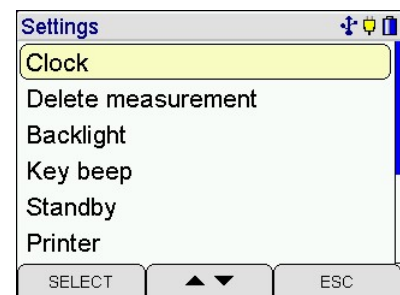 Settings
Clock
Delete measurement
Backlight
Key beep
Standby
Printer
SELECT ▲ ▼ ESC